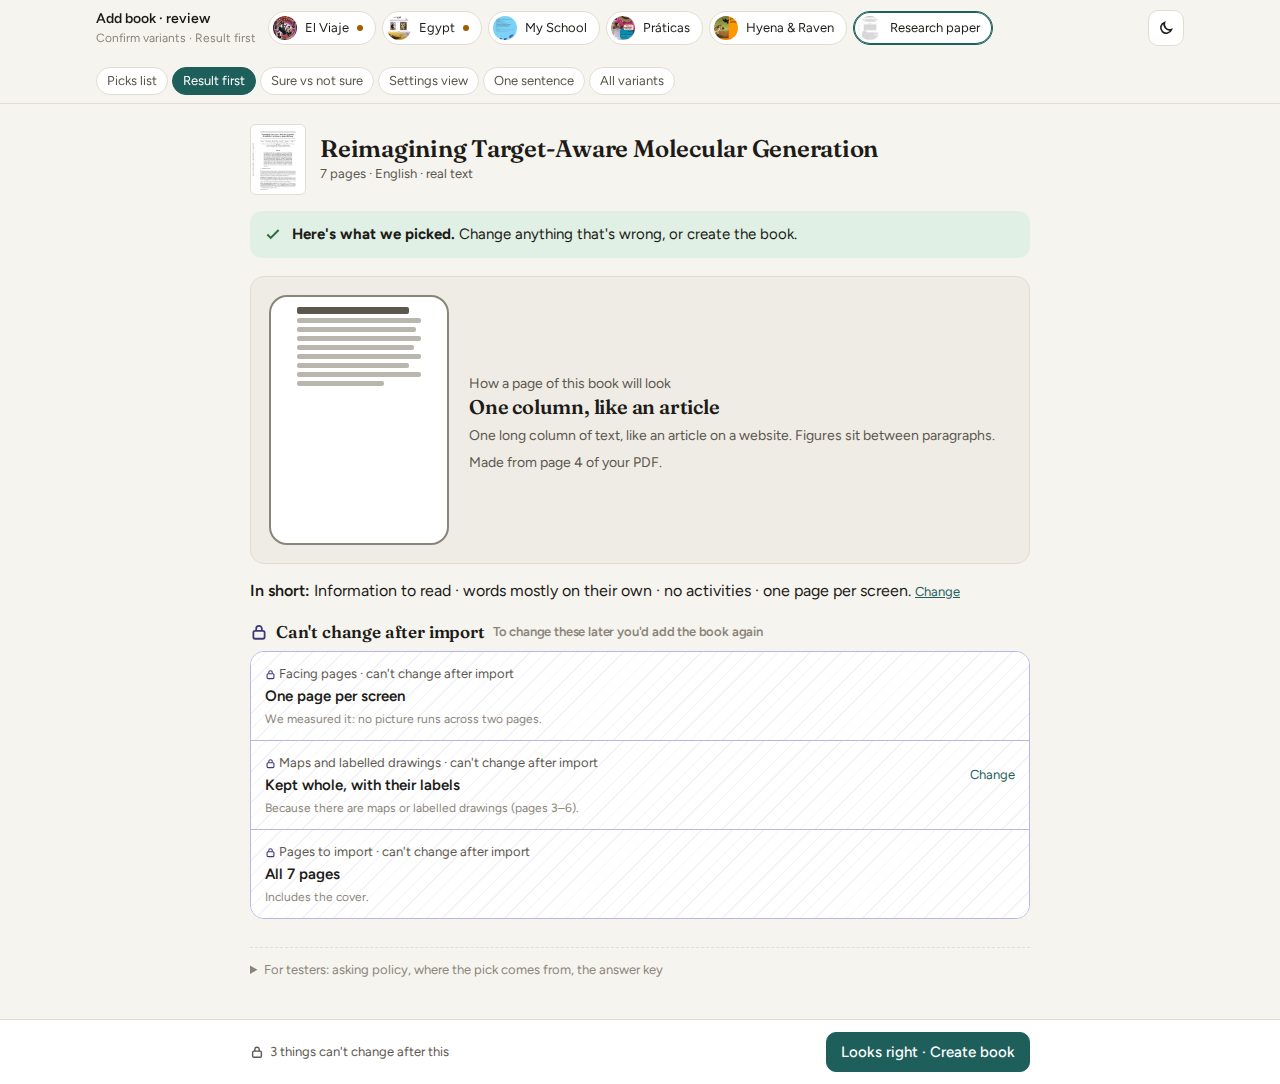 Add book · review
Confirm variants · Result first
El Viaje
Egypt
My School
Práticas
Hyena & Raven
Research paper
Picks list
Result first
Sure vs not sure
Settings view
One sentence
All variants
Reimagining Target-Aware Molecular Generation
7 pages · English · real text
Here's what we picked. Change anything that's wrong, or create the book.
How a page of this book will look
One column, like an article
One long column of text, like an article on a website. Figures sit between paragraphs.
Made from page 4 of your PDF.
In short: Information to read · words mostly on their own · no activities · one page per screen. Change
Can't change after import To change these later you'd add the book again
Facing pages · can't change after import
One page per screen
We measured it: no picture runs across two pages.
Maps and labelled drawings · can't change after import
Kept whole, with their labels
Because there are maps or labelled drawings (pages 3–6).
Change
Pages to import · can't change after import
All 7 pages
Includes the cover.
For testers: asking policy, where the pick comes from, the answer key
3 things can't change after this
Looks right · Create book